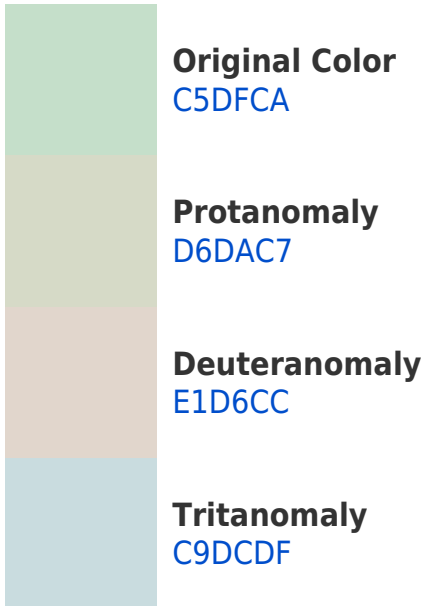 Original Color
C5DFCA
Protanomaly
D6DAC7
Deuteranomaly
E1D6CC
Tritanomaly
C9DCDF